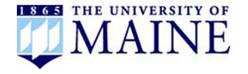 1865 THE UNIVERSITY OF
MAINE